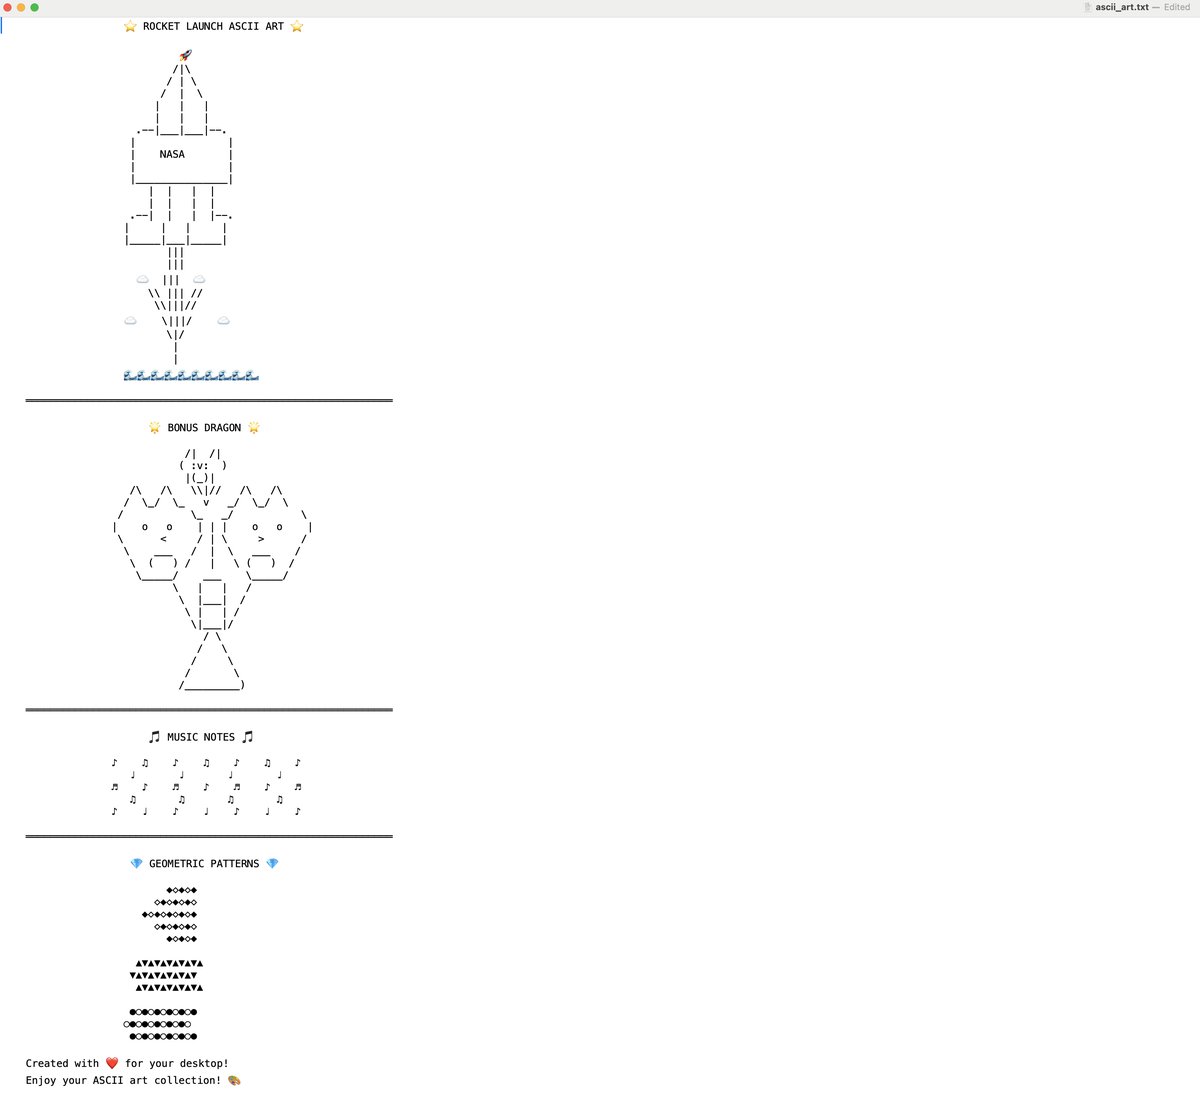 ascii_art.txt — Edited
⭐ ROCKET LAUNCH ASCII ART ⭐
NASA
🌟 BONUS DRAGON 🌟
( :v:  )
|(_)|
v
o   o    o   o
🎵 MUSIC NOTES 🎵
♪    ♫    ♪    ♫    ♪    ♫    ♪
♩       ♩       ♩       ♩
♬    ♪    ♬    ♪    ♬    ♪    ♬
♫       ♫       ♫       ♫
♪    ♩    ♪    ♩    ♪    ♩    ♪
💎 GEOMETRIC PATTERNS 💎
◆◇◆◇◆
◇◆◇◆◇◆◇
◆◇◆◇◆◇◆◇◆
◇◆◇◆◇◆◇
◆◇◆◇◆
▲▼▲▼▲▼▲▼▲▼▲
▼▲▼▲▼▲▼▲▼▲▼
▲▼▲▼▲▼▲▼▲▼▲
●○●○●○●○●○●
○●○●○●○●○●○
●○●○●○●○●○●
Created with ❤️ for your desktop!
Enjoy your ASCII art collection! 🎨